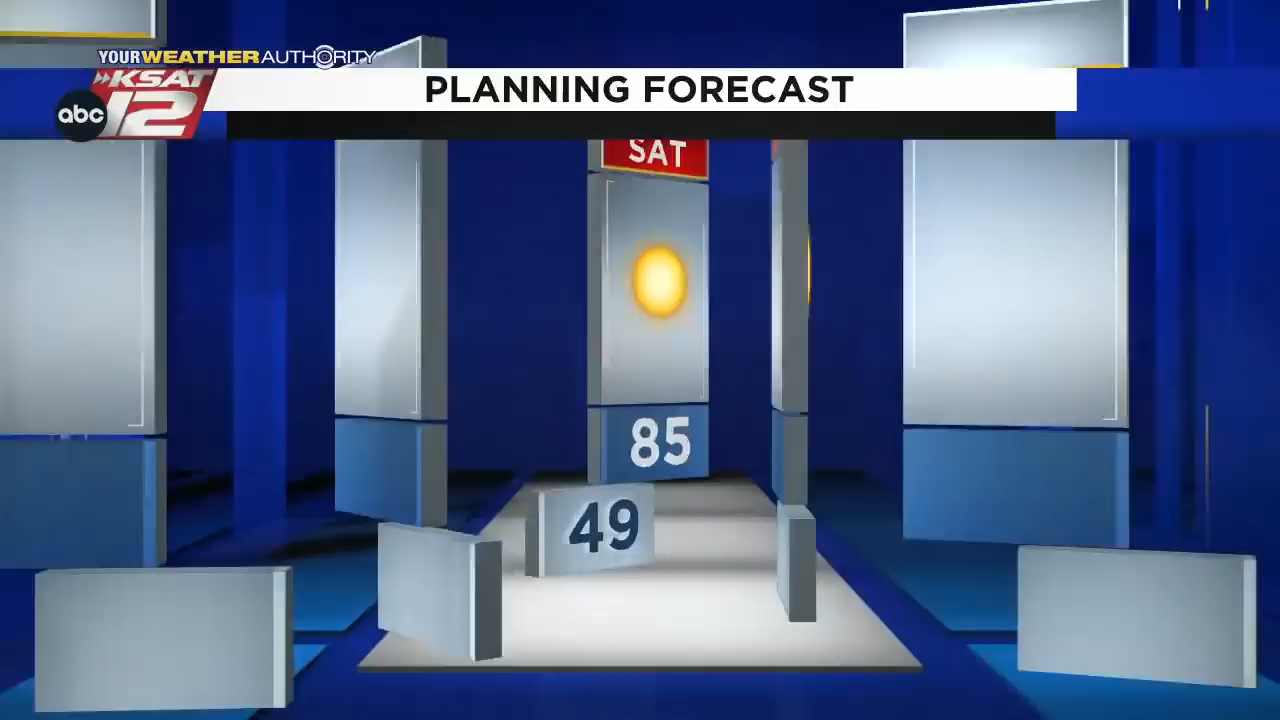 YOUR WEATHER AUTHORITY
KSAT
abc
12
PLANNING FORECAST
SAT
85
49